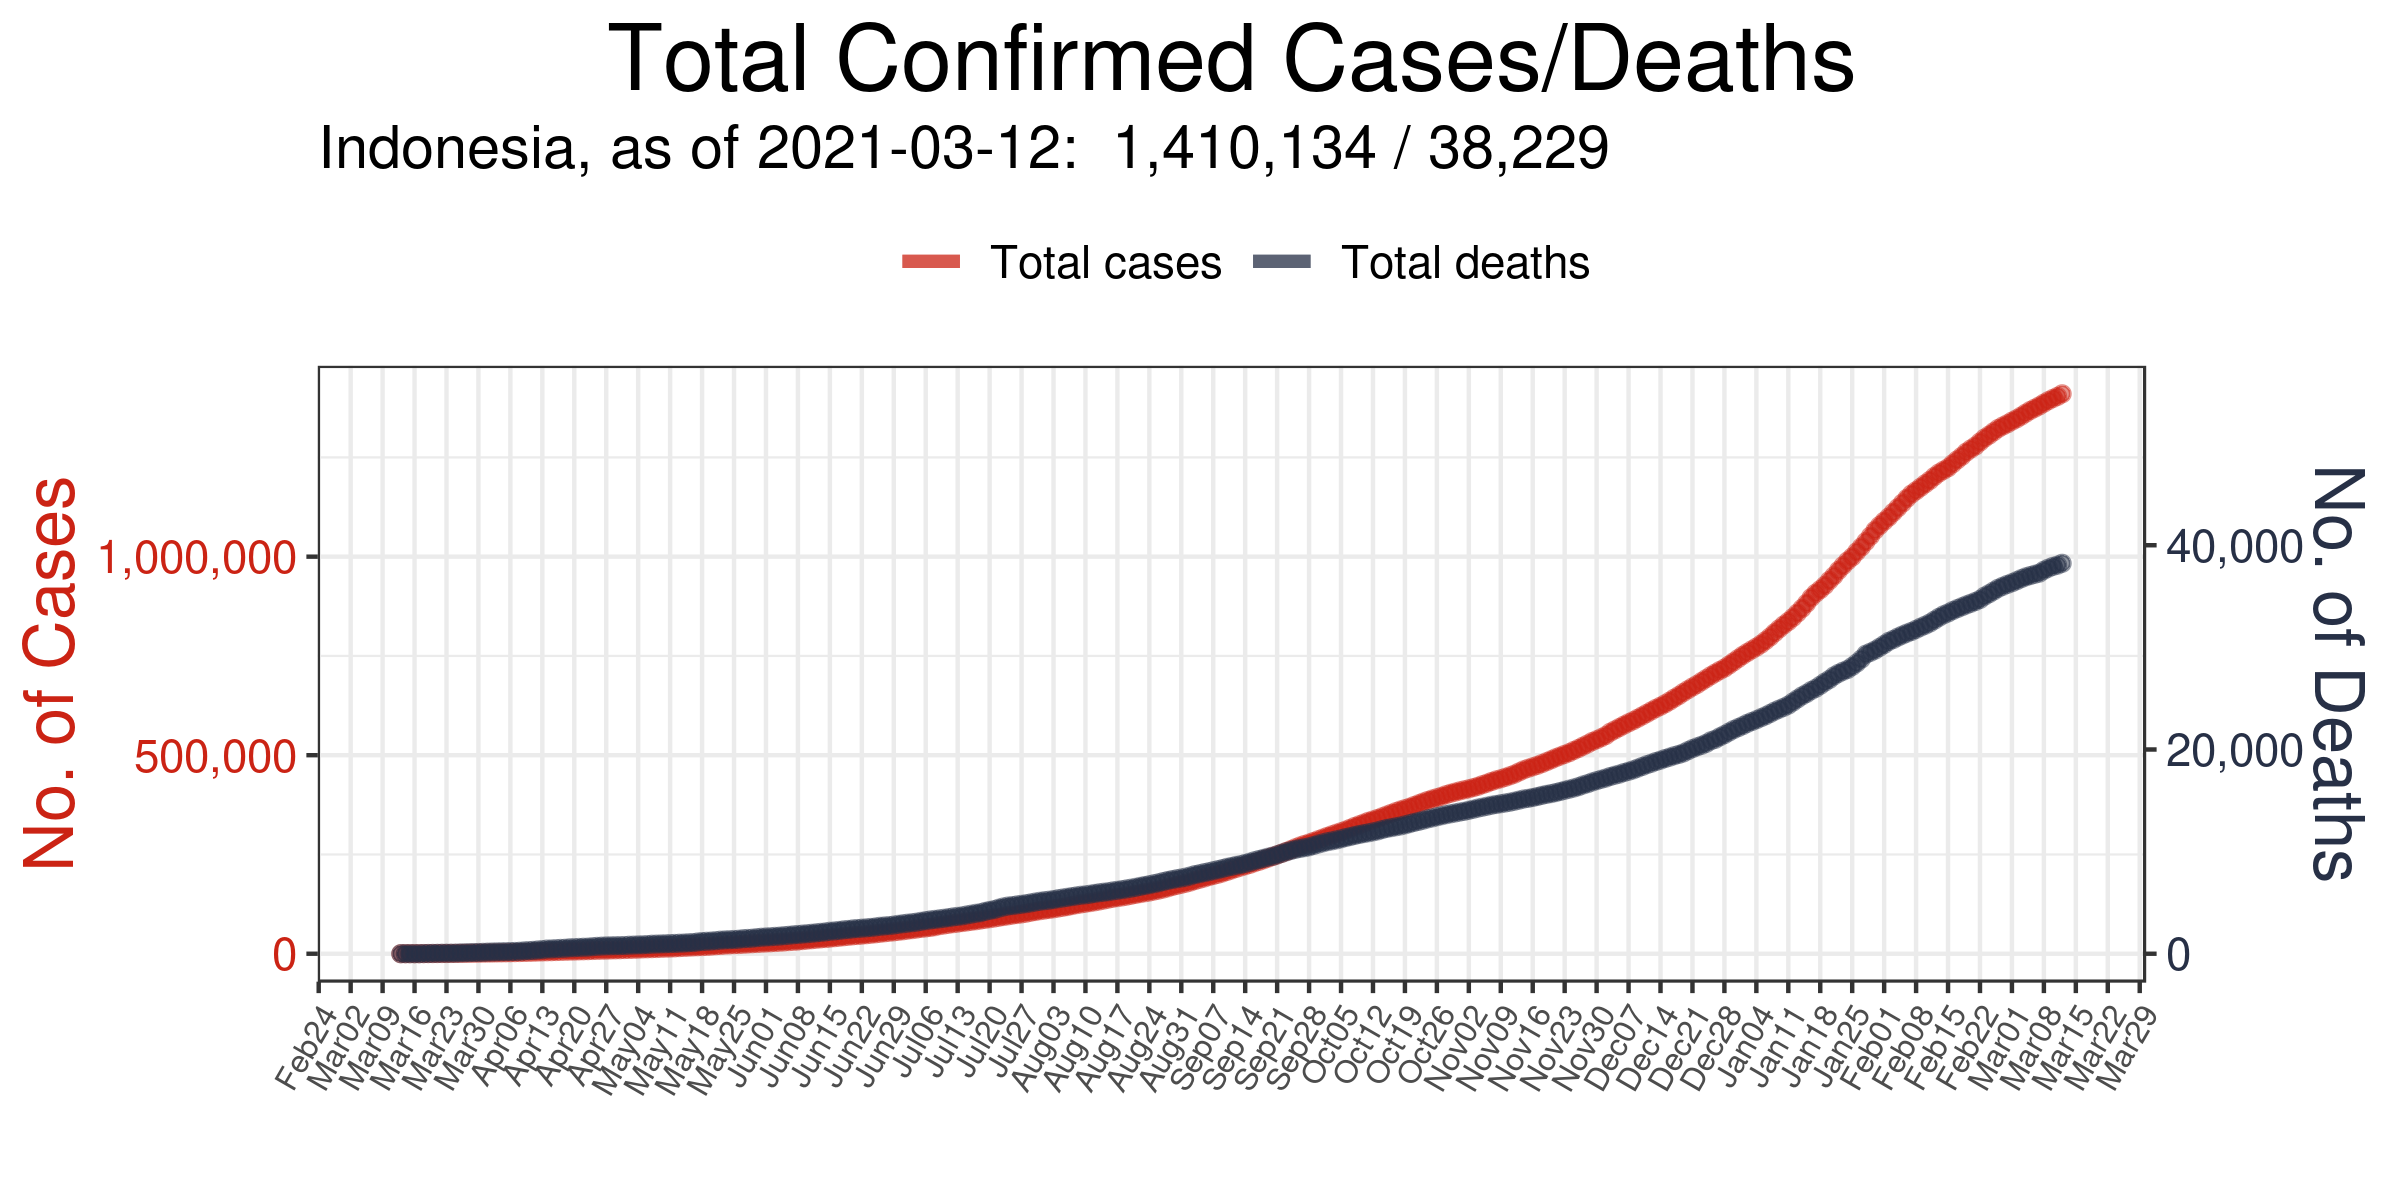 Total Confirmed Cases/Deaths
Indonesia, as of 2021-03-12:  1,410,134 / 38,229
Total cases
Total deaths
No. of Cases
1,000,000
500,000
0
40,000
20,000
0
No. of Deaths
Feb24
Mar02
Mar09
Mar16
Mar23
Mar30
Apr06
Apr13
Apr20
Apr27
May04
May11
May18
May25
Jun01
Jun08
Jun15
Jun22
Jun29
Jul06
Jul13
Jul20
Jul27
Aug03
Aug10
Aug17
Aug24
Aug31
Sep07
Sep14
Sep21
Sep28
Oct05
Oct12
Oct19
Oct26
Nov02
Nov09
Nov16
Nov23
Nov30
Dec07
Dec14
Dec21
Dec28
Jan04
Jan11
Jan18
Jan25
Feb01
Feb08
Feb15
Feb22
Mar01
Mar08
Mar15
Mar22
Mar29